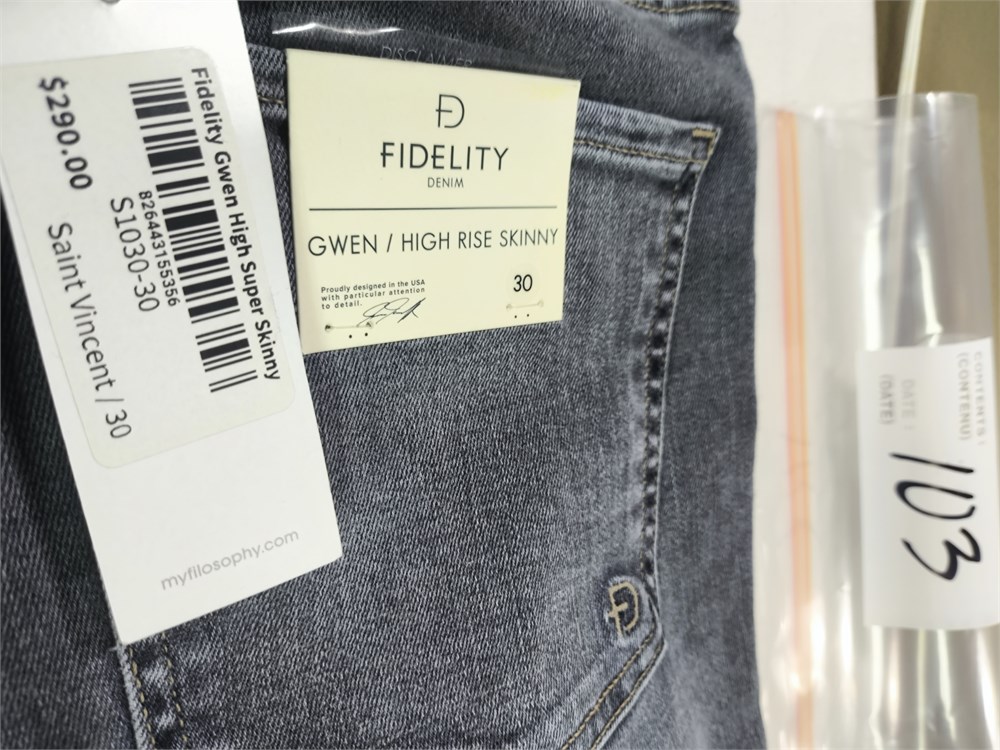 Fidelity Gwen High Super Skinny
826443155356
S1030-30
$290.00
Saint Vincent / 30
myfilosophy.com
DISCLAIMER
FIDELITY
DENIM
GWEN / HIGH RISE SKINNY
Proudly designed in the USA
with particular attention
to detail.
30
CONTENTS :
(CONTENU)
DATE :
(DATE)
103